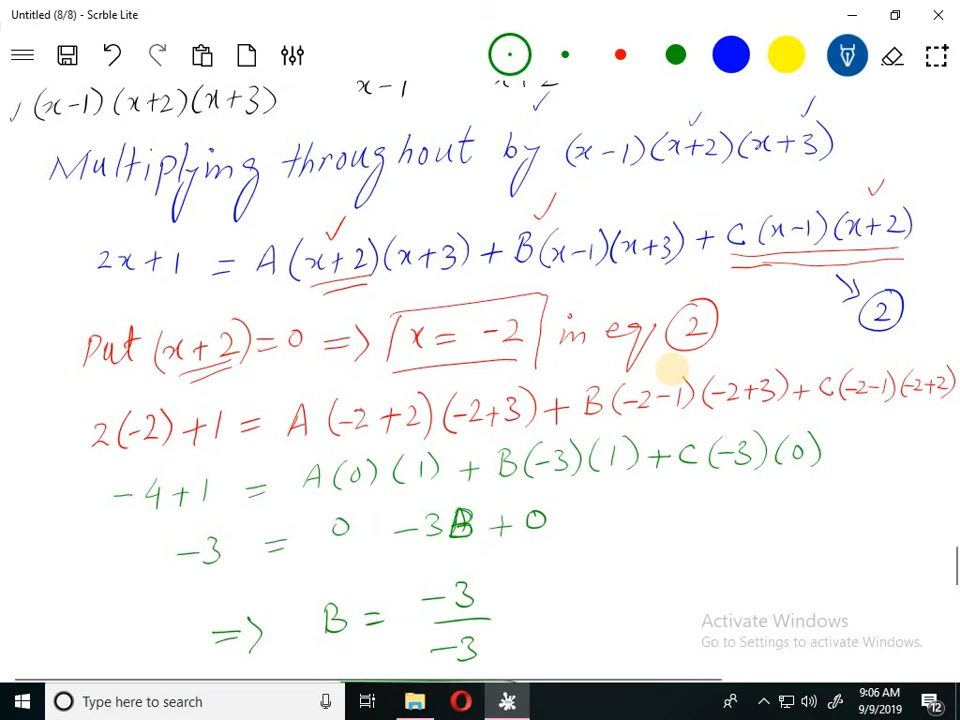 Untitled (8/8) - Scrble Lite
(x-1)(x+2)(x+3) x-1 x+2
Multiplying throughout by (x-1)(x+2)(x+3)
2x+1 = A(x+2)(x+3) + B(x-1)(x+3) + C(x-1)(x+2)
2
Put (x+2)=0 => x = -2 in eq 2
2(-2)+1 = A(-2+2)(-2+3) + B(-2-1)(-2+3) + C(-2-1)(-2+2)
-4+1 = A(0)(1) + B(-3)(1) + C(-3)(0)
-3 = 0 -3B + 0
=> B = -3/-3
Activate Windows
Go to Settings to activate Windows.
Type here to search
9:06 AM
9/9/2019
12